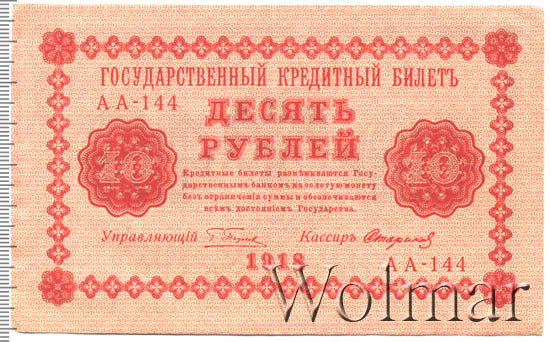 ГОСУДАРСТВЕННЫЙ КРЕДИТНЫЙ БИЛЕТЪ
АА-144
ДЕСЯТЬ
РУБЛЕЙ
10 10
Кредитные билеты размѣниваются Госу-
дарственнымъ банкомъ на золотую монету
безъ ограниченія суммы и обезпечиваются
всѣмъ достояніемъ Государства.
Управляющій Кассиръ
1918
АА-144
Wolmar